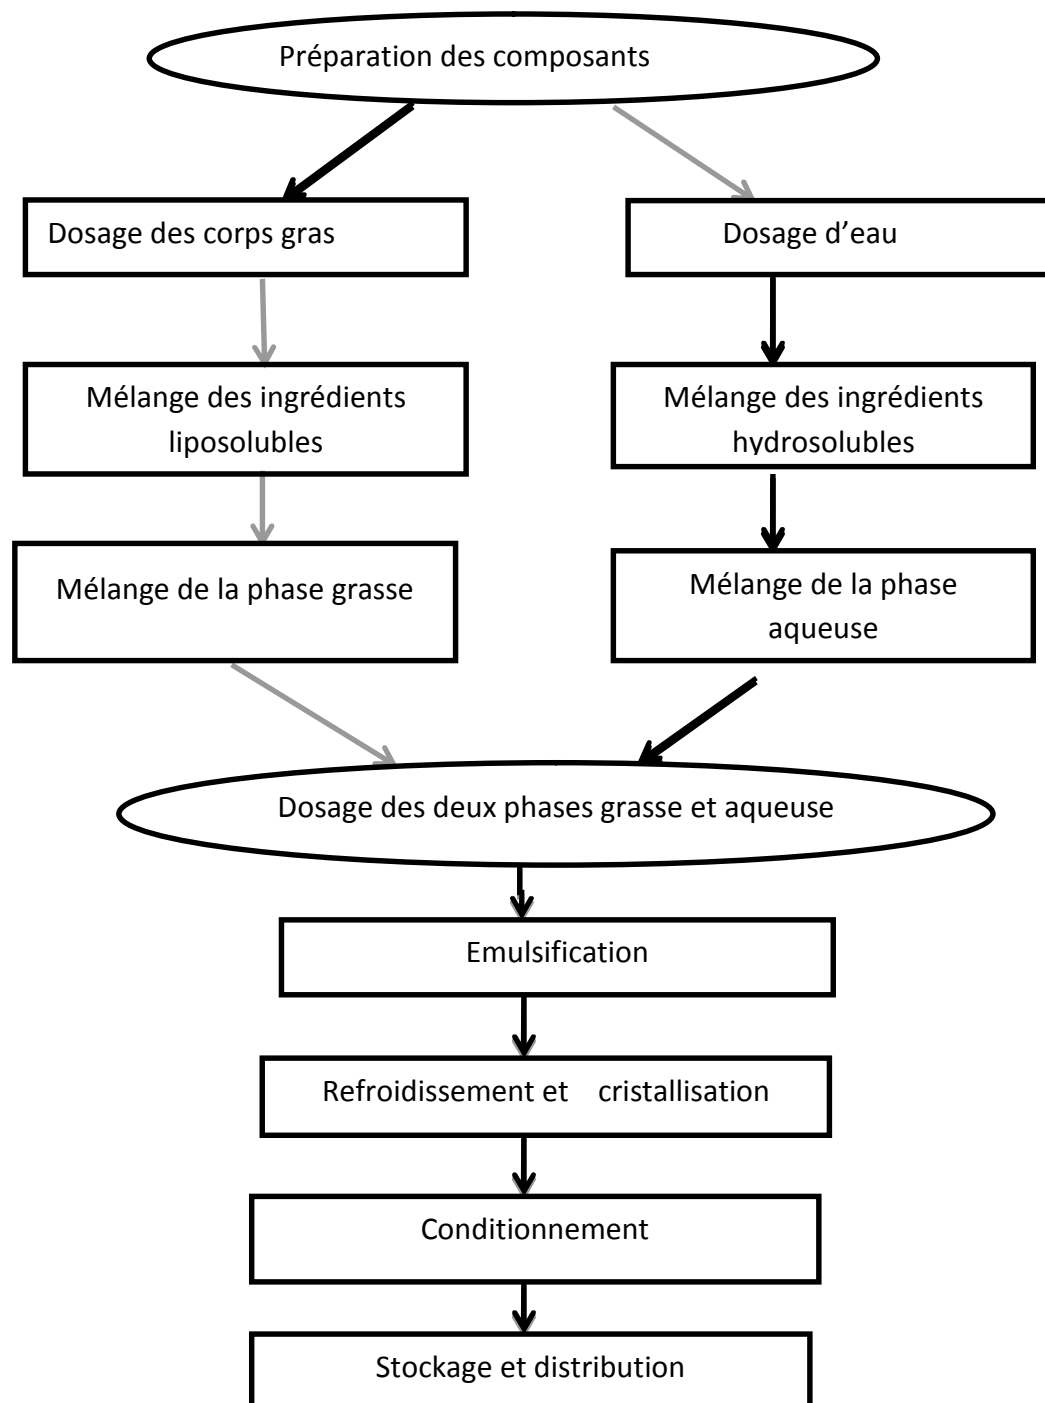 Préparation des composants
Dosage des corps gras
Dosage d’eau
Mélange des ingrédients
liposolubles
Mélange des ingrédients
hydrosolubles
Mélange de la phase grasse
Mélange de la phase
aqueuse
Dosage des deux phases grasse et aqueuse
Emulsification
Refroidissement et cristallisation
Conditionnement
Stockage et distribution